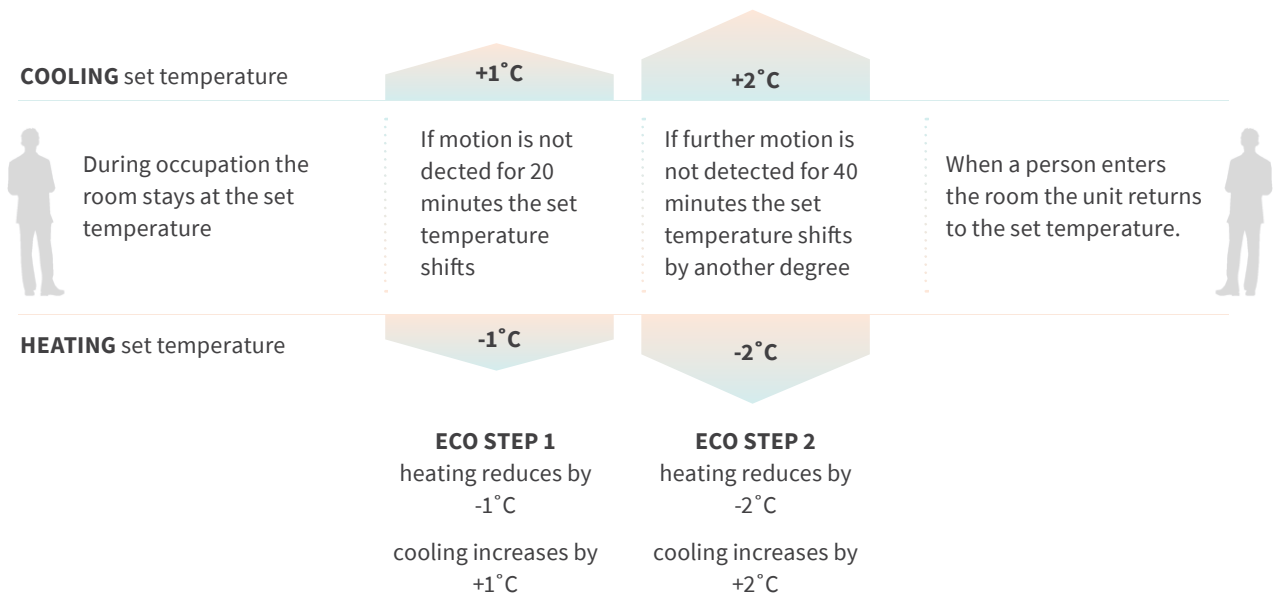 COOLING set temperature
+1˚C
+2˚C
During occupation the
room stays at the set
temperature
If motion is not
dected for 20
minutes the set
temperature
shifts
If further motion is
not detected for 40
minutes the set
temperature shifts
by another degree
When a person enters
the room the unit returns
to the set temperature.
HEATING set temperature
-1˚C
-2˚C
ECO STEP 1
heating reduces by
-1˚C
cooling increases by
+1˚C
ECO STEP 2
heating reduces by
-2˚C
cooling increases by
+2˚C